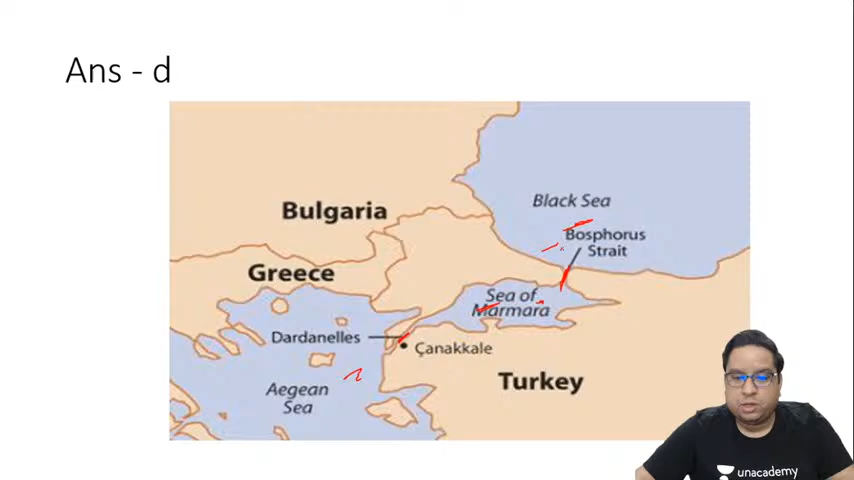 Ans - d
Black Sea
Bulgaria
Bosphorus
Strait
Greece
Sea of
Marmara
Dardanelles
Çanakkale
Turkey
Aegean
Sea
unacademy